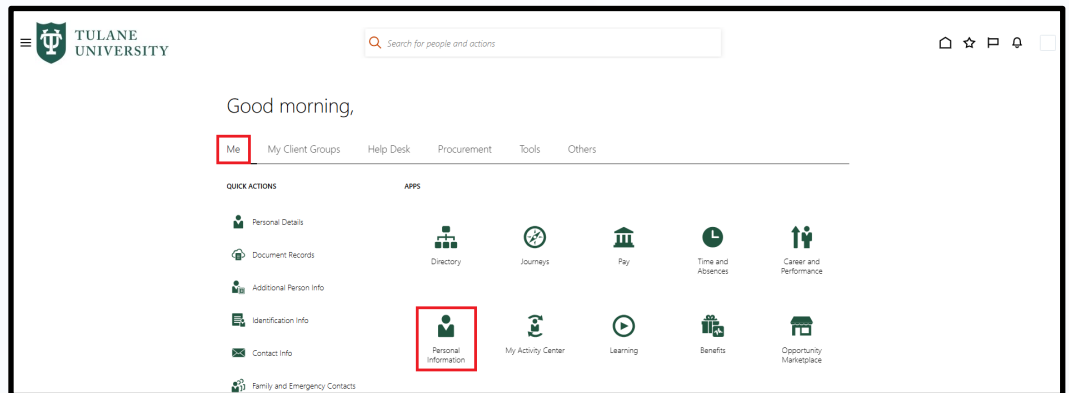 TULANE
UNIVERSITY
Search for people and actions
Good morning,
Me My Client Groups Help Desk Procurement Tools Others
QUICK ACTIONS
APPS
Personal Details
Document Records
Additional Person Info
Identification Info
Contact Info
Family and Emergency Contacts
Directory
Journeys
Pay
Time and
Absences
Career and
Performance
Personal
Information
My Activity Center
Learning
Benefits
Opportunity
Marketplace